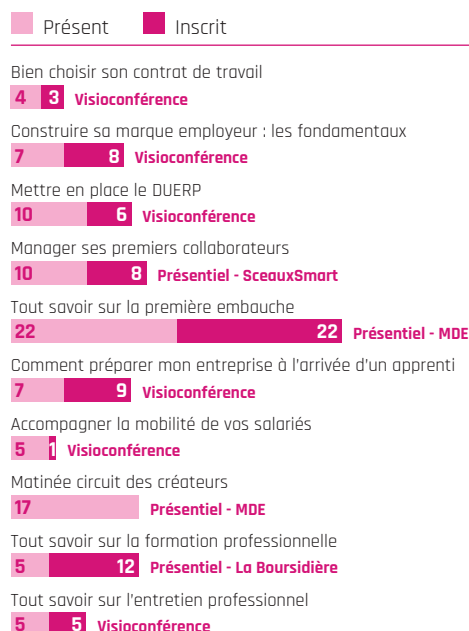 Présent Inscrit
Bien choisir son contrat de travail
4 3 Visioconférence
Construire sa marque employeur : les fondamentaux
7 8 Visioconférence
Mettre en place le DUERP
10 6 Visioconférence
Manager ses premiers collaborateurs
10 8 Présentiel - SceauxSmart
Tout savoir sur la première embauche
22 22 Présentiel - MDE
Comment préparer mon entreprise à l'arrivée d'un apprenti
7 9 Visioconférence
Accompagner la mobilité de vos salariés
5 1 Visioconférence
Matinée circuit des créateurs
17 Présentiel - MDE
Tout savoir sur la formation professionnelle
5 12 Présentiel - La Boursidière
Tout savoir sur l'entretien professionnel
5 5 Visioconférence